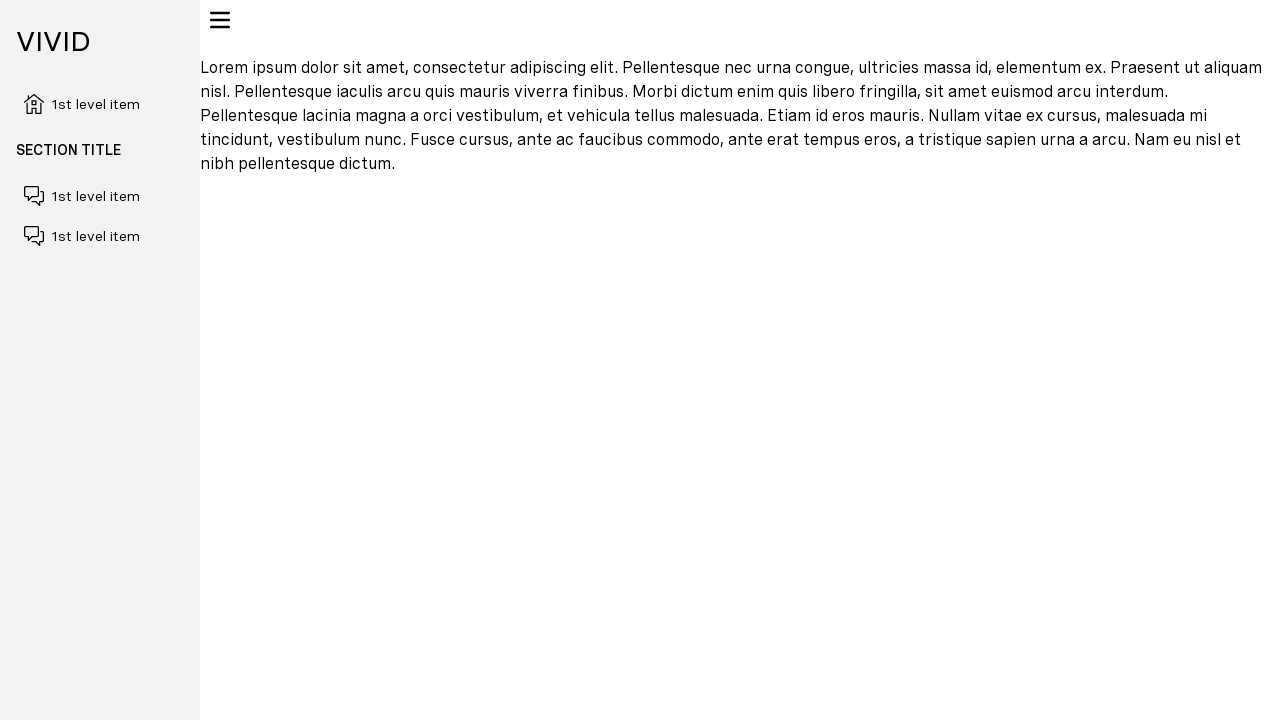 VIVID
1st level item
SECTION TITLE
1st level item
1st level item
Lorem ipsum dolor sit amet, consectetur adipiscing elit. Pellentesque nec urna congue, ultricies massa id, elementum ex. Praesent ut aliquam
nisl. Pellentesque iaculis arcu quis mauris viverra finibus. Morbi dictum enim quis libero fringilla, sit amet euismod arcu interdum.
Pellentesque lacinia magna a orci vestibulum, et vehicula tellus malesuada. Etiam id eros mauris. Nullam vitae ex cursus, malesuada mi
tincidunt, vestibulum nunc. Fusce cursus, ante ac faucibus commodo, ante erat tempus eros, a tristique sapien urna a arcu. Nam eu nisl et
nibh pellentesque dictum.